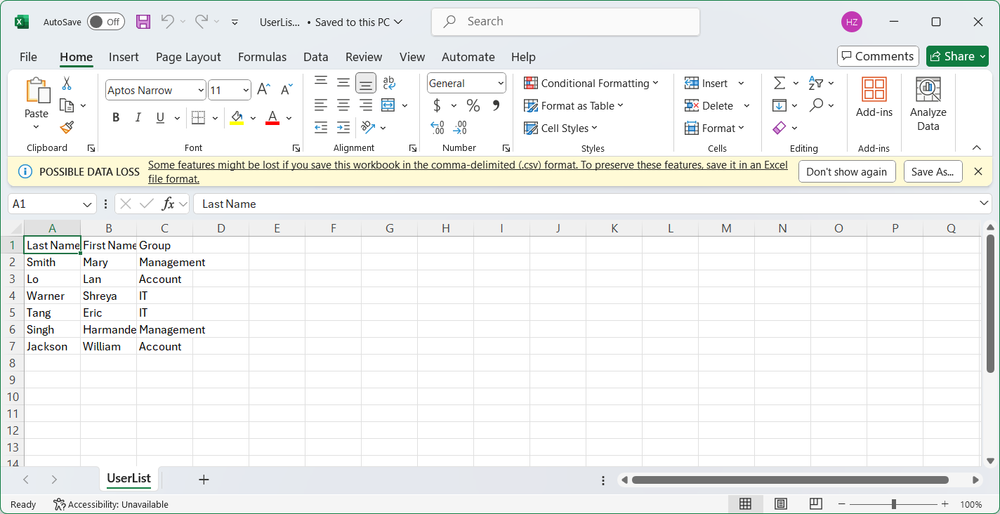 AutoSave Off UserLis... • Saved to this PC Search HZ
File Home Insert Page Layout Formulas Data Review View Automate Help Comments Share
Paste
Aptos Narrow 11
B I U A
ab
General
$ % 9
Conditional Formatting
Format as Table
Cell Styles
Insert
Delete
Format
Add-ins
Analyze
Data
Clipboard Font Alignment Number Styles Cells Editing Add-ins
POSSIBLE DATA LOSS Some features might be lost if you save this workbook in the comma-delimited (.csv) format. To preserve these features, save it in an Excel
file format. Don't show again Save As...
A1 fx Last Name
A B C D E F G H I J K L M N O P Q
1 Last Name First Name Group
2 Smith Mary Management
3 Lo Lan Account
4 Warner Shreya IT
5 Tang Eric IT
6 Singh Harmande Management
7 Jackson William Account
8
9
10
11
12
13
14
UserList +
Ready Accessibility: Unavailable 100%